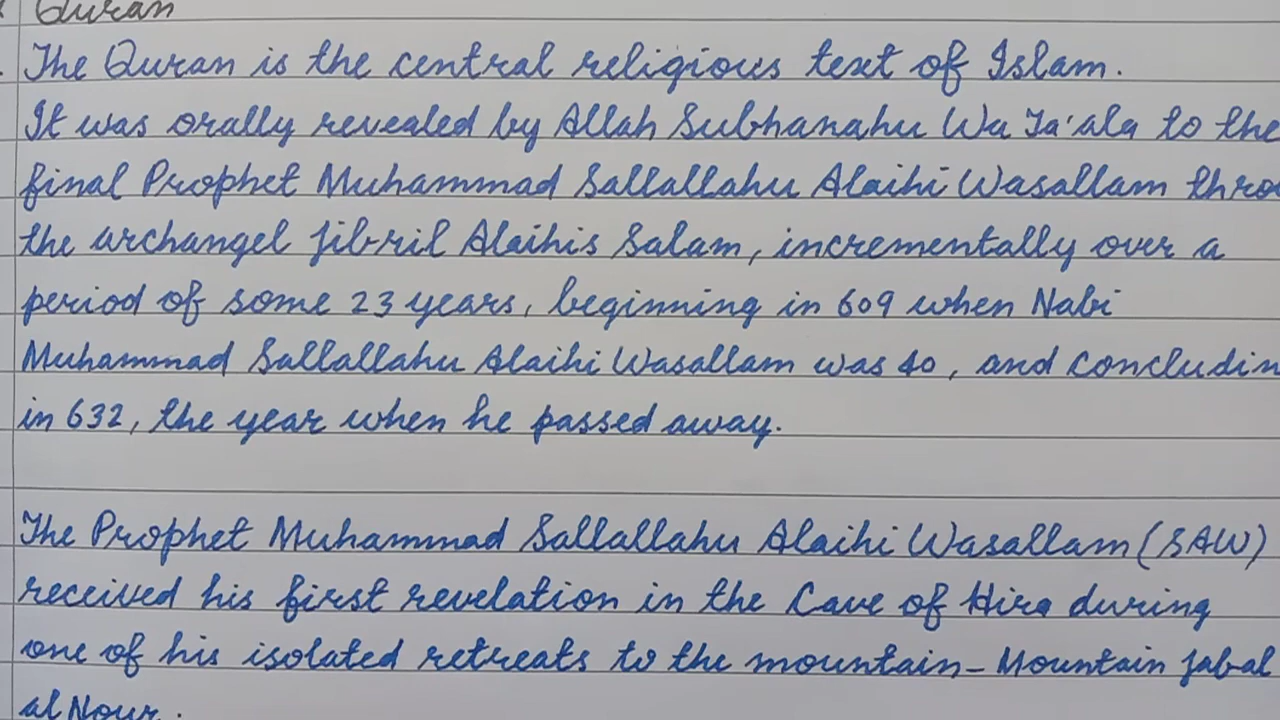 Quran
The Quran is the central religious text of Islam.
It was orally revealed by Allah Subhanahu Wa Ta'ala to the
final Prophet Muhammad Sallallahu Alaihi Wasallam thro
the archangel Jibril Alaihis Salam, incrementally over a
period of some 23 years, beginning in 609 when Nabi
Muhammad Sallallahu Alaihi Wasallam was 40, and concludin
in 632, the year when he passed away.
The Prophet Muhammad Sallallahu Alaihi Wasallam (SAW)
received his first revelation in the Cave of Hira during
one of his isolated retreats to the mountain - Mountain Jabal
al Nour.